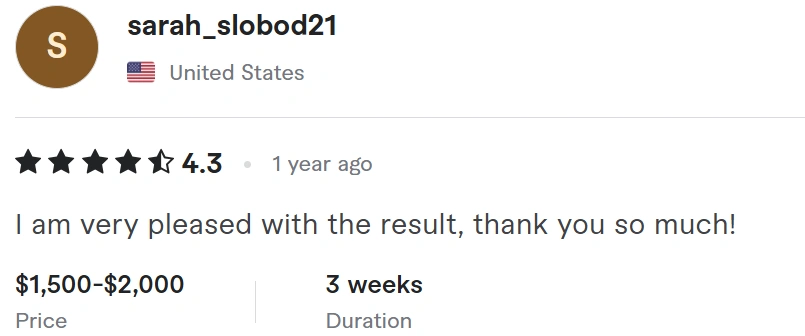 S
sarah_slobod21
United States
4.3 • 1 year ago
I am very pleased with the result, thank you so much!
$1,500-$2,000
Price
3 weeks
Duration